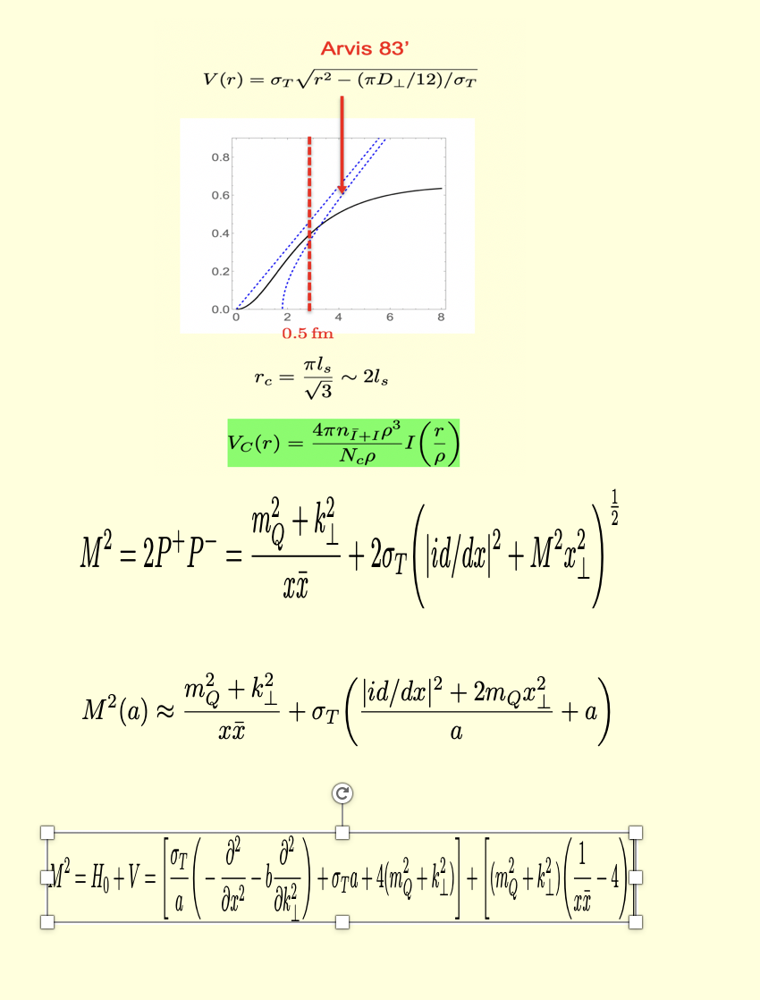 Arvis 83’
V(r) = σ_T √(r² − (πD_⊥/12)/σ_T)
0.8
0.6
0.4
0.2
0.0
0 2 4 6 8
0.5 fm
r_c = πl_s/√3 ∼ 2l_s
V_C(r) = (4πn_{Ī+I}ρ³/N_cρ) I(r/ρ)
M² = 2P⁺P⁻ = (m_Q² + k_⊥²)/(x x̄) + 2σ_T(|id/dx|² + M²x_⊥²)^{1/2}
M²(a) ≈ (m_Q² + k_⊥²)/(x x̄) + σ_T((|id/dx|² + 2m_Q x_⊥²)/a + a)
M² = H₀ + V = [σ_T/a (−∂²/∂x² − b ∂²/∂k_⊥²) + σ_T a + 4(m_Q² + k_⊥²)] + [(m_Q² + k_⊥²)(1/(x x̄) − 4)